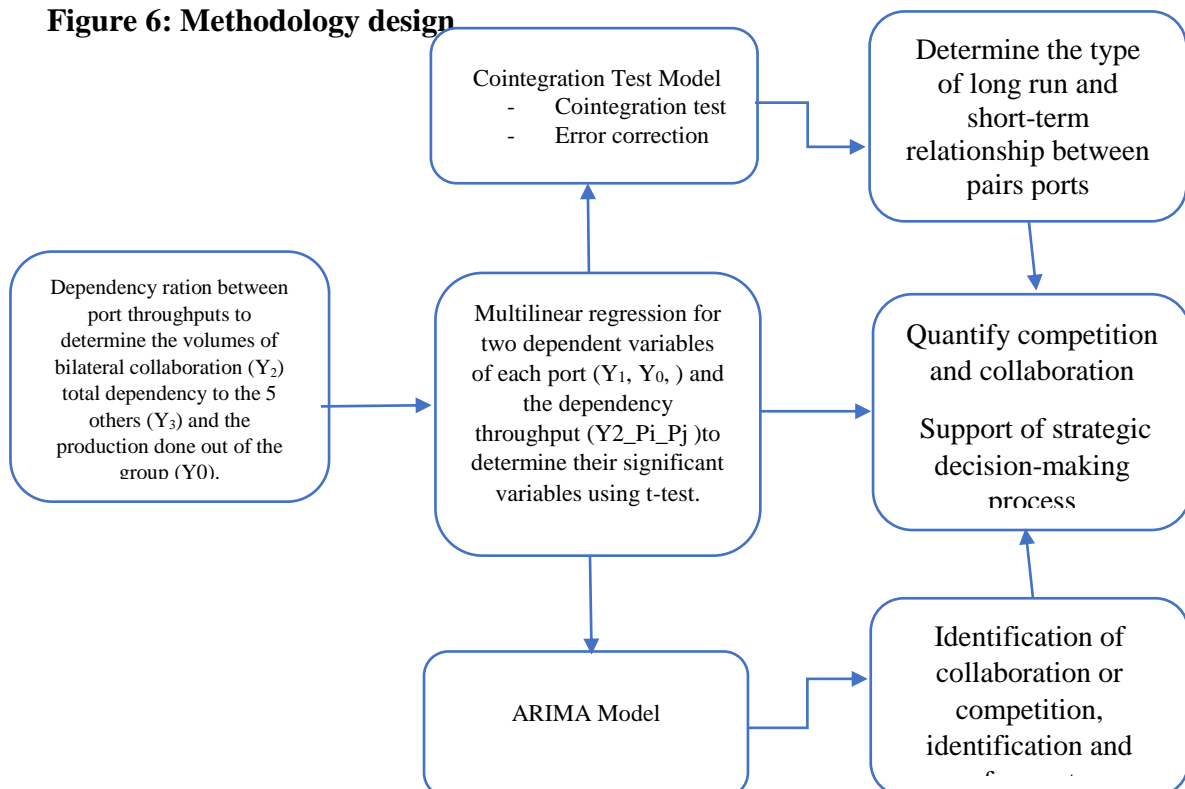 Figure 6: Methodology design
Cointegration Test Model
- Cointegration test
- Error correction
Determine the type
of long run and
short-term
relationship between
pairs ports
Dependency ration between
port throughputs to
determine the volumes of
bilateral collaboration (Y₂)
total dependency to the 5
others (Y₃) and the
production done out of the
group (Y0).
Multilinear regression for
two dependent variables
of each port (Y₁, Y₀, ) and
the dependency
throughput (Y2_Pi_Pj )to
determine their significant
variables using t-test.
Quantify competition
and collaboration
Support of strategic
decision-making
process
ARIMA Model
Identification of
collaboration or
competition,
identification and